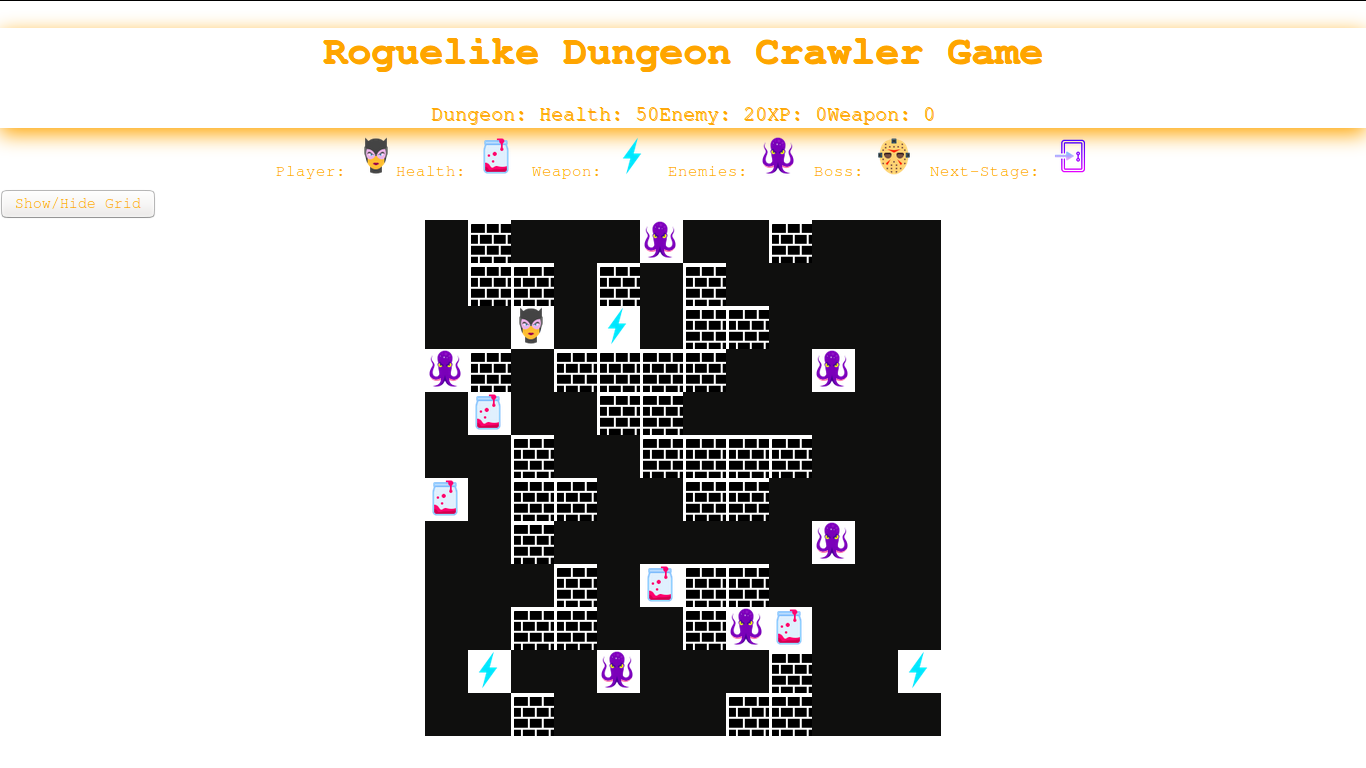 Roguelike Dungeon Crawler Game
Dungeon: Health: 50Enemy: 20XP: 0Weapon: 0
Player: Health: Weapon: Enemies: Boss: Next-Stage:
Show/Hide Grid